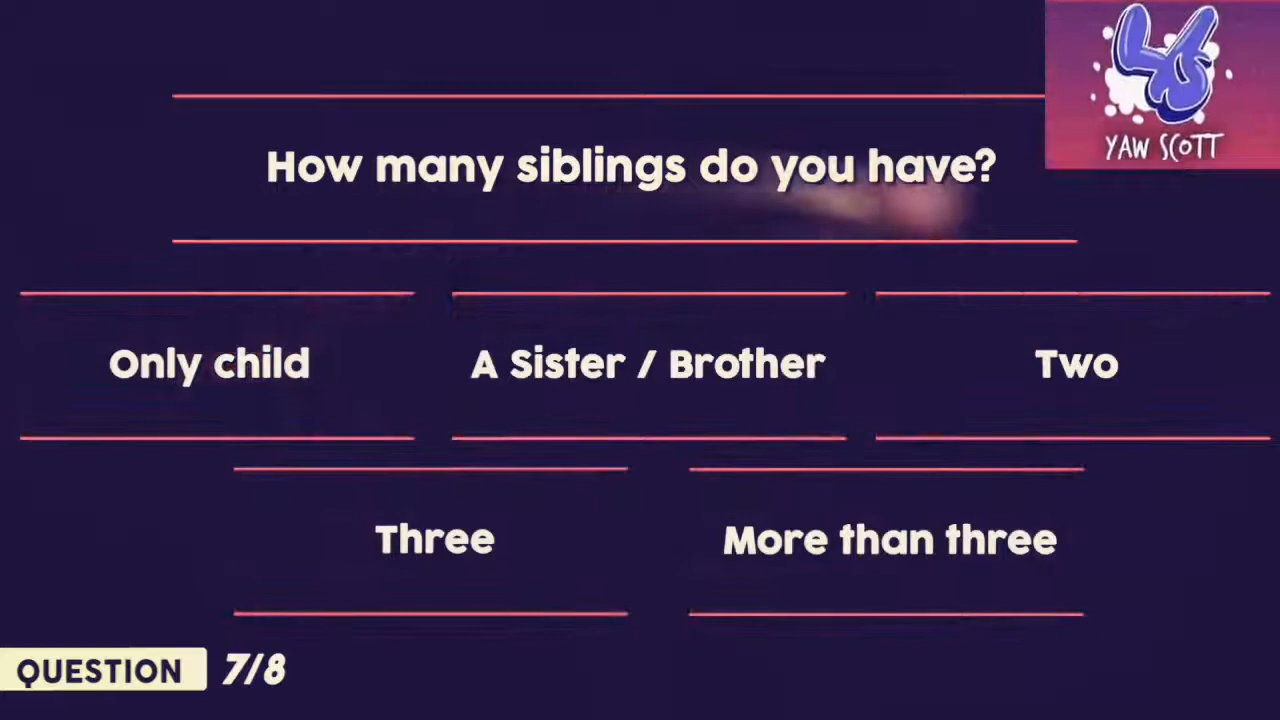 YAW SCOTT
How many siblings do you have?
Only child
A Sister / Brother
Two
Three
More than three
QUESTION 7/8